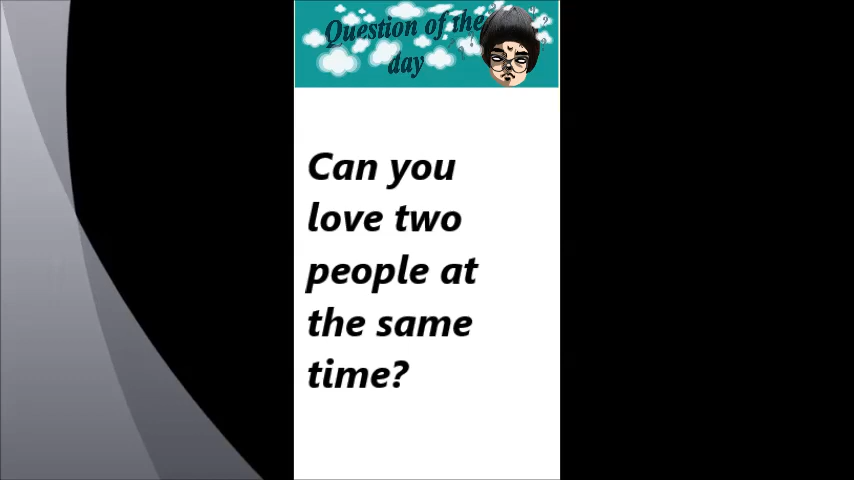 Question of the
day
Can you
love two
people at
the same
time?